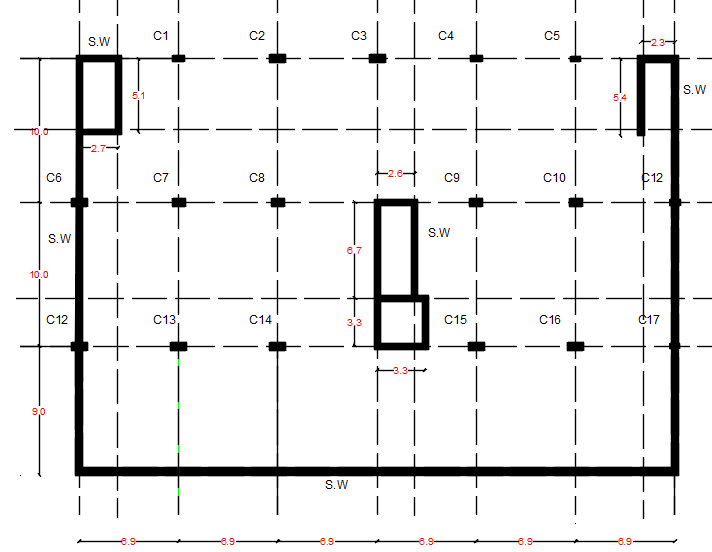 C1 C2 C3 C4 C5
S.W 2.3
S.W
5.1 5.4
10.0
2.7
C6 C7 C8 2.6 C9 C10 C12
S.W S.W
6.7
10.0
C12 C13 C14 3.3 C15 C16 C17
3.3
9.0
S.W
6.9 6.9 6.9 6.9 6.9 6.9